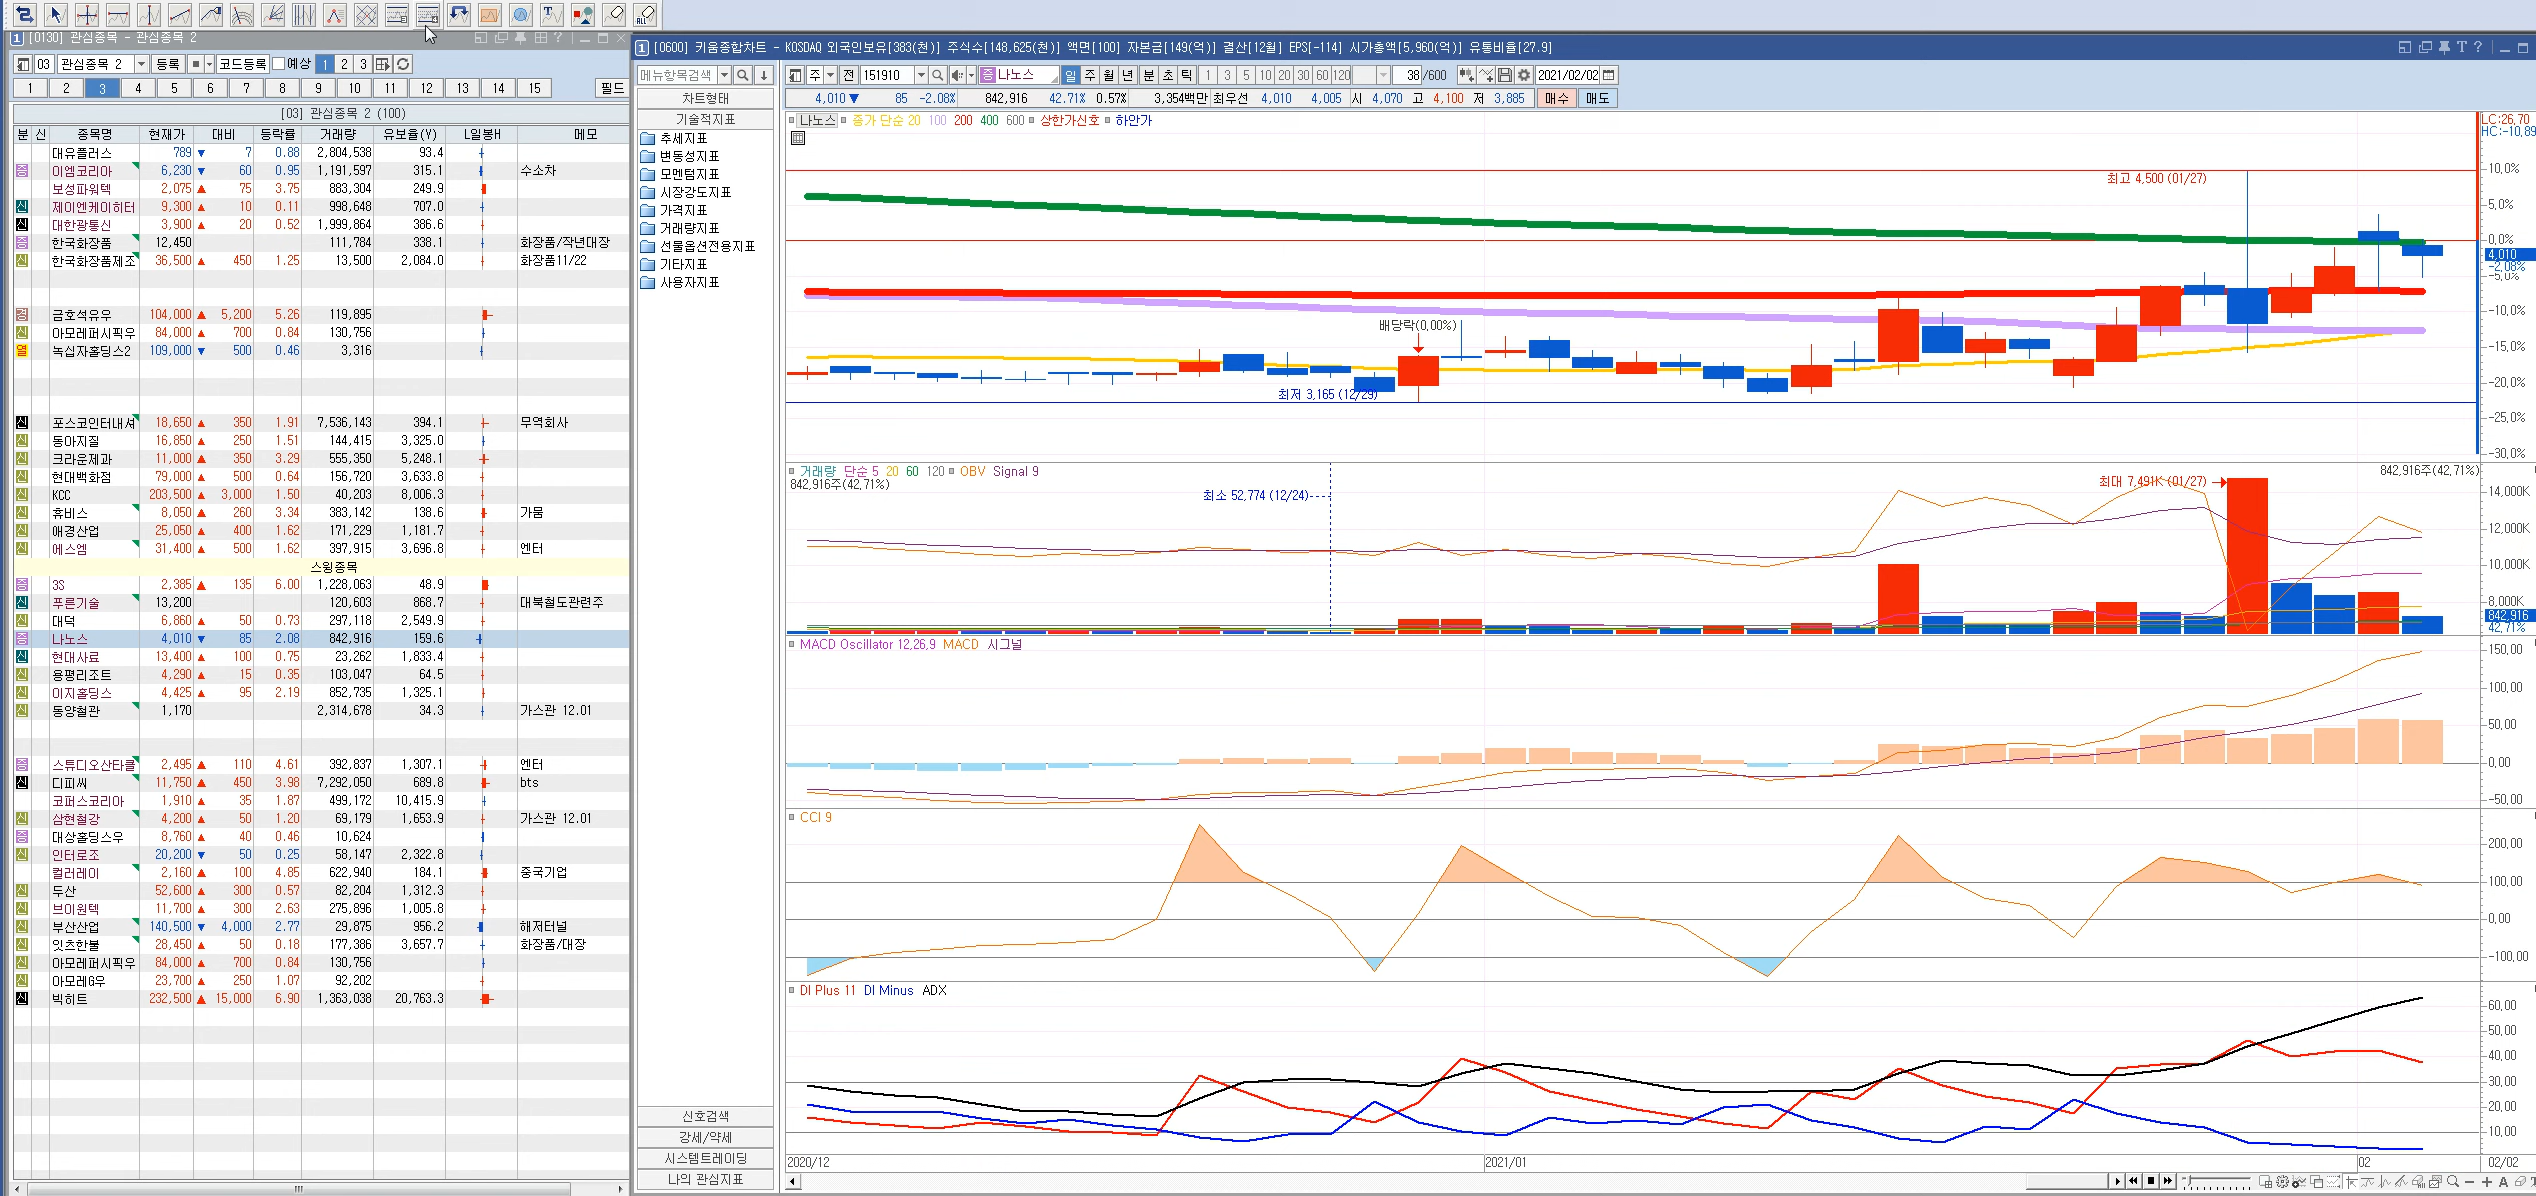 [0130] 관심종목 - 관심종목 2
03 관심종목 2 등록 코드등록 예상 1 2 3
1 2 3 4 5 6 7 8 9 10 11 12 13 14 15 필드
[03] 관심종목 2 (100)
분 신 종목명 현재가 대비 등락률 거래량 유보율(Y) L일봉H 메모
대유플러스 789 ▼ 7 0.88 2,804,538 93.4
증 이엠코리아 6,230 ▼ 60 0.95 1,191,597 315.1 수소차
보성파워텍 2,075 ▲ 75 3.75 883,304 249.9
신 제이엔케이히터 9,300 ▲ 10 0.11 998,648 707.0
신 대한광통신 3,900 ▲ 20 0.52 1,999,864 386.6
증 한국화장품 12,450 111,784 338.1 화장품/작년대장
신 한국화장품제조 36,500 ▲ 450 1.25 13,500 2,084.0 화장품11/22
경 금호석유우 104,000 ▲ 5,200 5.26 119,895
신 아모레퍼시픽우 84,000 ▲ 700 0.84 130,756
열 녹십자홀딩스2 109,000 ▼ 500 0.46 3,316
신 포스코인터내셔 18,650 ▲ 350 1.91 7,536,143 394.1 무역회사
신 동아지질 16,850 ▲ 250 1.51 144,415 3,325.0
신 크라운제과 11,000 ▲ 350 3.29 555,350 5,248.1
신 현대백화점 79,000 ▲ 500 0.64 156,720 3,633.8
신 KCC 203,500 ▲ 3,000 1.50 40,203 8,006.3
신 휴비스 8,050 ▲ 260 3.34 383,142 138.6 가뭄
신 애경산업 25,050 ▲ 400 1.62 171,229 1,181.7
신 에스엠 31,400 ▲ 500 1.62 397,915 3,696.8 엔터
스윙종목
증 3S 2,385 ▲ 135 6.00 1,228,063 48.9
신 푸른기술 13,200 120,603 868.7 대북철도관련주
신 대덕 6,860 ▲ 50 0.73 297,118 2,549.9
증 나노스 4,010 ▼ 85 2.08 842,916 159.6
신 현대사료 13,400 ▲ 100 0.75 23,262 1,833.4
신 용평리조트 4,290 ▲ 15 0.35 103,047 64.5
신 이지홀딩스 4,425 ▲ 95 2.19 852,735 1,325.1
신 동양철관 1,170 2,314,678 34.3 가스관 12.01
증 스튜디오산타클 2,495 ▲ 110 4.61 392,837 1,307.1 엔터
신 디피씨 11,750 ▲ 450 3.98 7,292,050 689.8 bts
코퍼스코리아 1,910 ▲ 35 1.87 499,172 10,415.9
신 삼현철강 4,200 ▲ 50 1.20 69,179 1,653.9 가스관 12.01
증 대상홀딩스우 8,760 ▲ 40 0.46 10,624
신 인터로조 20,200 ▼ 50 0.25 58,147 2,322.8
컬러레이 2,160 ▲ 100 4.85 622,940 184.1 중국기업
신 두산 52,600 ▲ 300 0.57 82,204 1,312.3
신 브이원텍 11,700 ▲ 300 2.63 275,896 1,005.8
신 부산산업 140,500 ▼ 4,000 2.77 29,875 956.2 해저터널
신 잇츠한불 28,450 ▲ 50 0.18 177,386 3,657.7 화장품/대장
신 아모레퍼시픽우 84,000 ▲ 700 0.84 130,756
신 아모레G우 23,700 ▲ 250 1.07 92,202
신 빅히트 232,500 ▲ 15,000 6.90 1,363,038 20,763.3
[0600] 키움종합차트 - KOSDAQ 외국인보유[383(천)] 주식수[148,625(천)] 액면[100] 자본금[149(억)] 결산[12월] EPS[-114] 시가총액[5,960(억)] 유통비율[27.9]
메뉴항목검색 주 전 151910 증 나노스 일 주 월 년 분 초 틱 1 3 5 10 20 30 60 120 38 /600 2021/02/02
4,010 ▼ 85 -2.08% 842,916 42.71% 0.57% 3,354백만 최우선 4,010 4,005 시 4,070 고 4,100 저 3,885 매수 매도
차트형태
기술적지표
추세지표
변동성지표
모멘텀지표
시장강도지표
가격지표
거래량지표
선물옵션전용지표
기타지표
사용자지표
신호검색
강세/약세
시스템트레이딩
나의 관심지표
나노스 종가 단순 20 100 200 400 600 상한가신호 하한가
LC:26,70
HC:-10,89
최고 4,500 (01/27)
배당락(0,00%)
최저 3,165 (12/29)
10,0%
5,0%
0,0%
4,010
-2,08%
-5,0%
-10,0%
-15,0%
-20,0%
-25,0%
-30,0%
거래량 단순 5 20 60 120 OBV Signal 9
842,916주(42,71%)
842,916주(42,71%)
최소 52,774 (12/24)
최대 7,491K (01/27)
14,000K
12,000K
10,000K
8,000K
842,916
42,71%
MACD Oscillator 12,26,9 MACD 시그널
150,00
100,00
50,00
0,00
-50,00
CCI 9
200,00
100,00
0,00
-100,00
DI Plus 11 DI Minus ADX
60,00
50,00
40,00
30,00
20,00
10,00
2020/12 2021/01 02 02/02